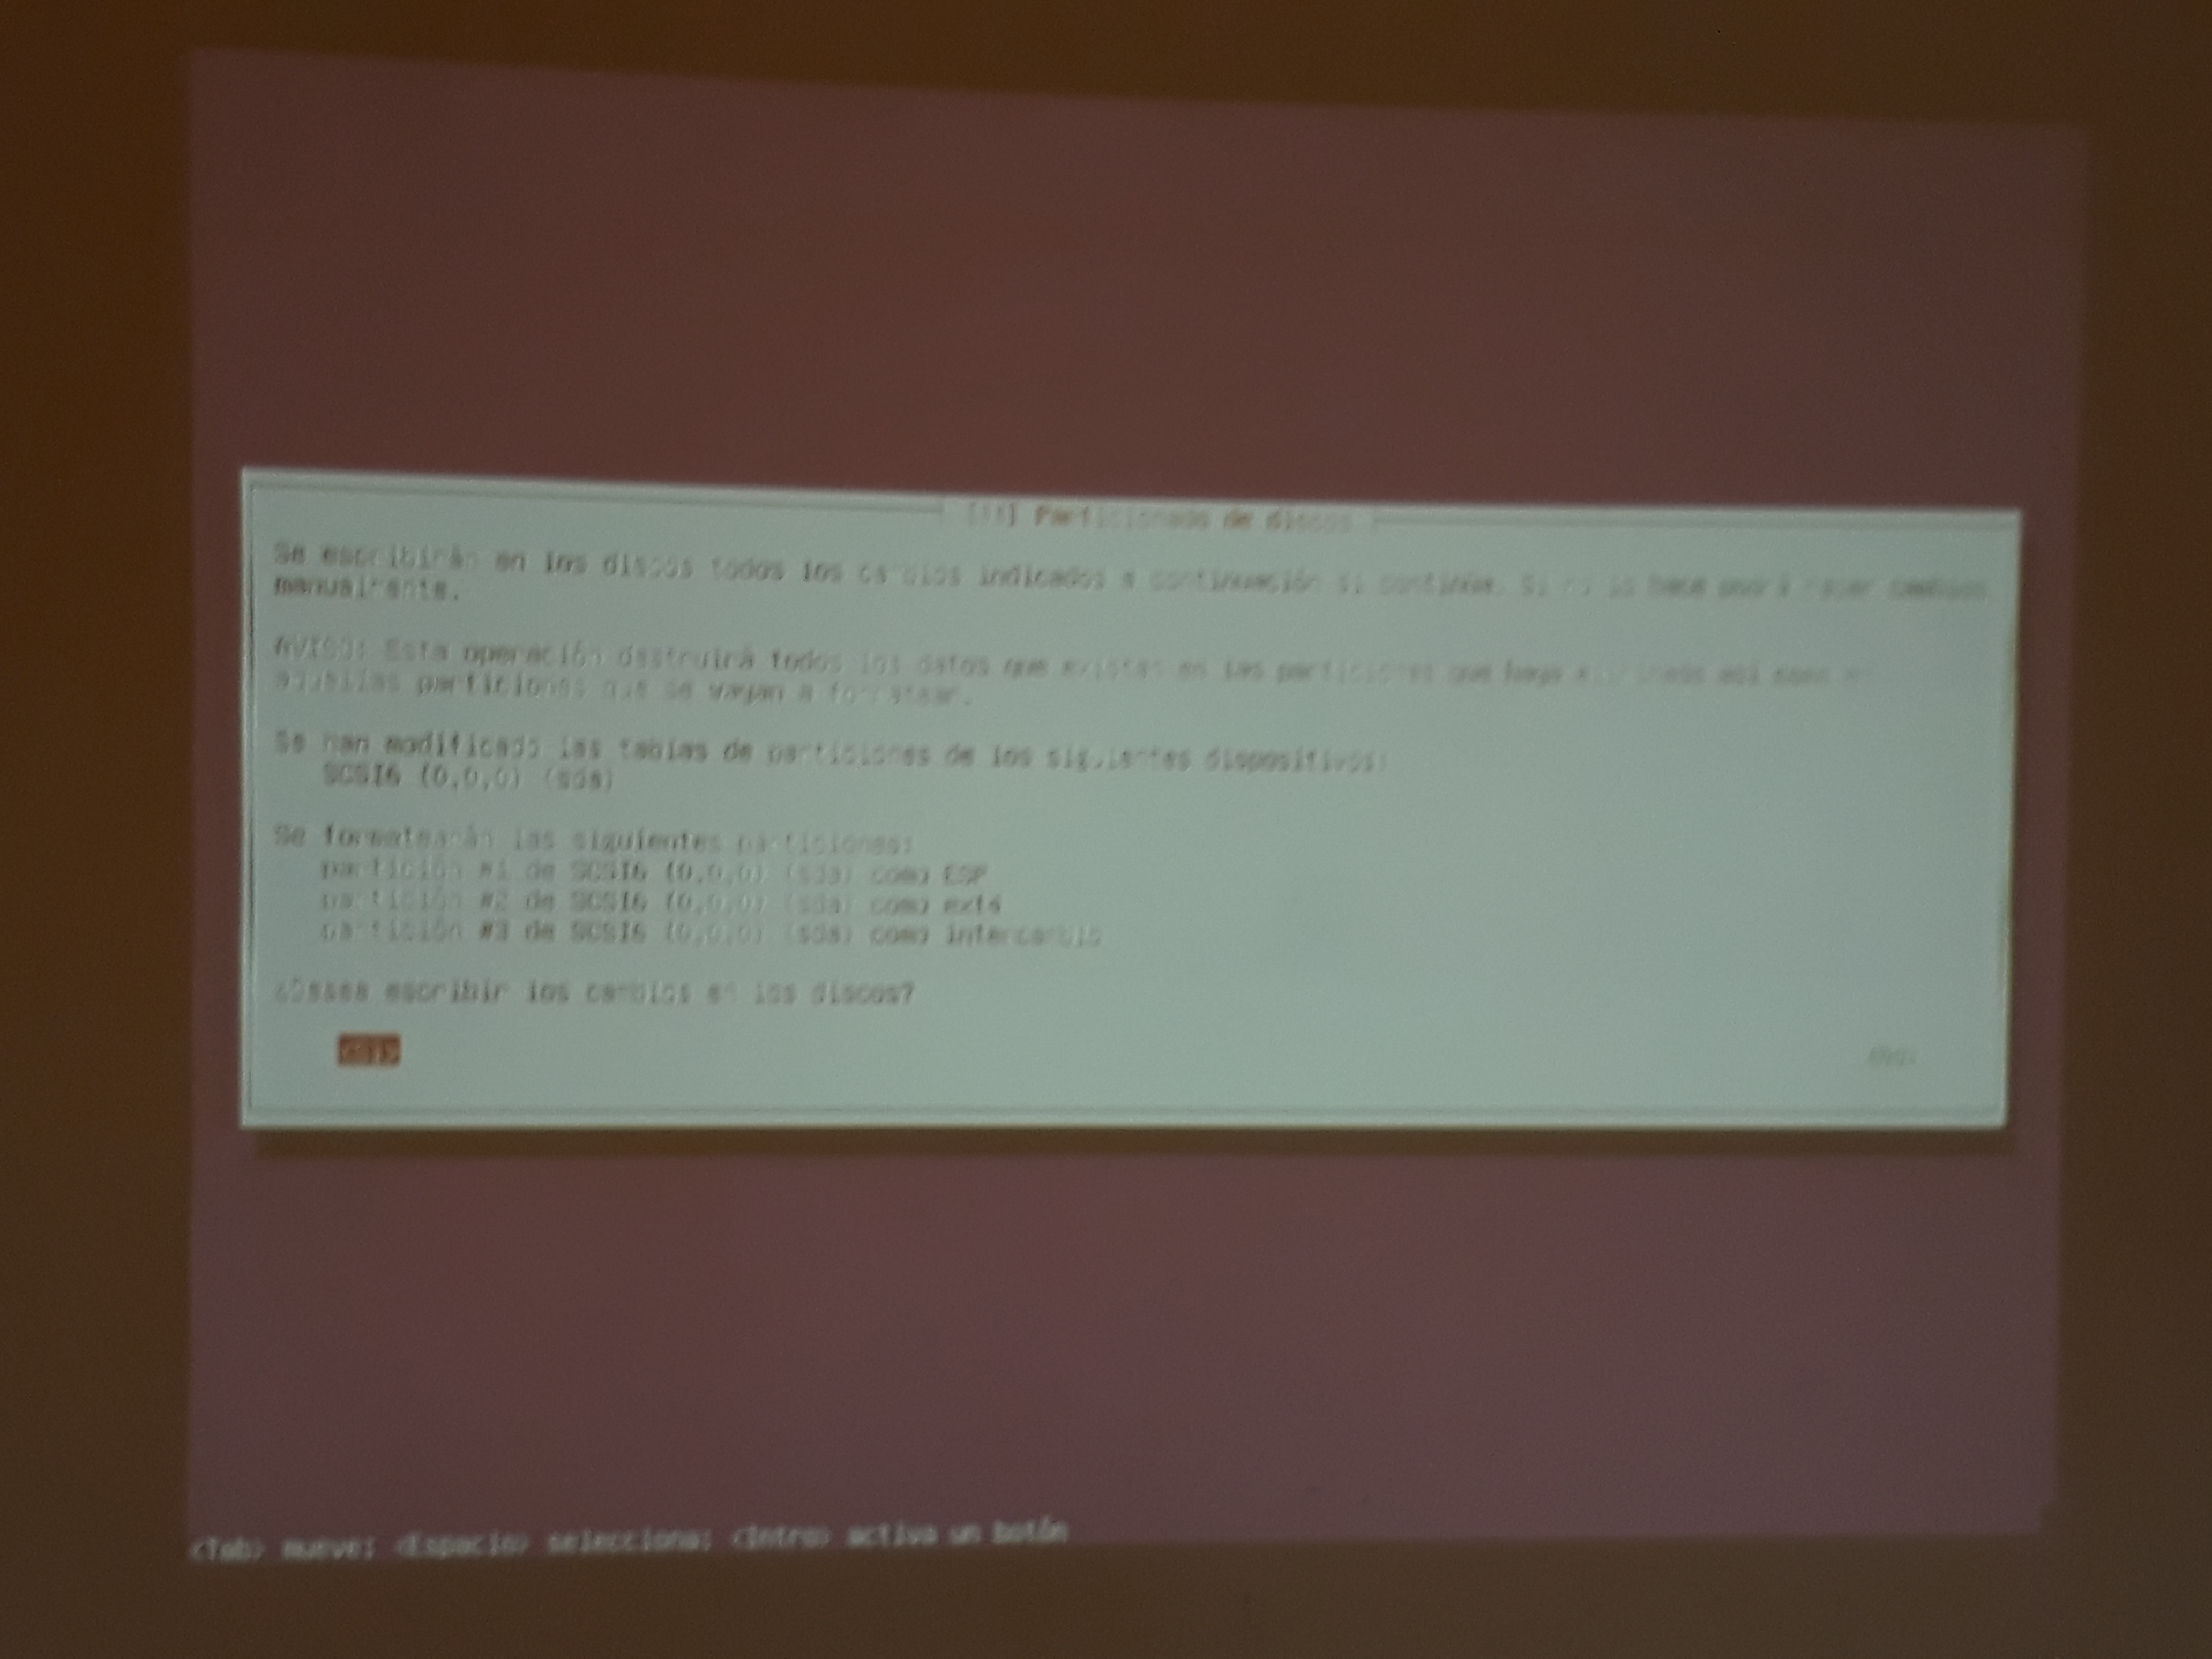 [!!] Particionado de discos
Se escribirán en los discos todos los cambios indicados a continuación si continúa. Si no lo hace podrá hacer cambios
manualmente.
AVISO: Esta operación destruirá todos los datos que existan en las particiones que haya eliminado así como en
aquellas particiones que se vayan a formatear.
Se han modificado las tablas de particiones de los siguientes dispositivos:
SCSI6 (0,0,0) (sda)
Se formatearán las siguientes particiones:
partición #1 de SCSI6 (0,0,0) (sda) como ESP
partición #2 de SCSI6 (0,0,0) (sda) como ext4
partición #3 de SCSI6 (0,0,0) (sda) como intercambio
¿Desea escribir los cambios en los discos?
<Sí> <No>
<Tab> mueve; <Espacio> selecciona; <Intro> activa un botón